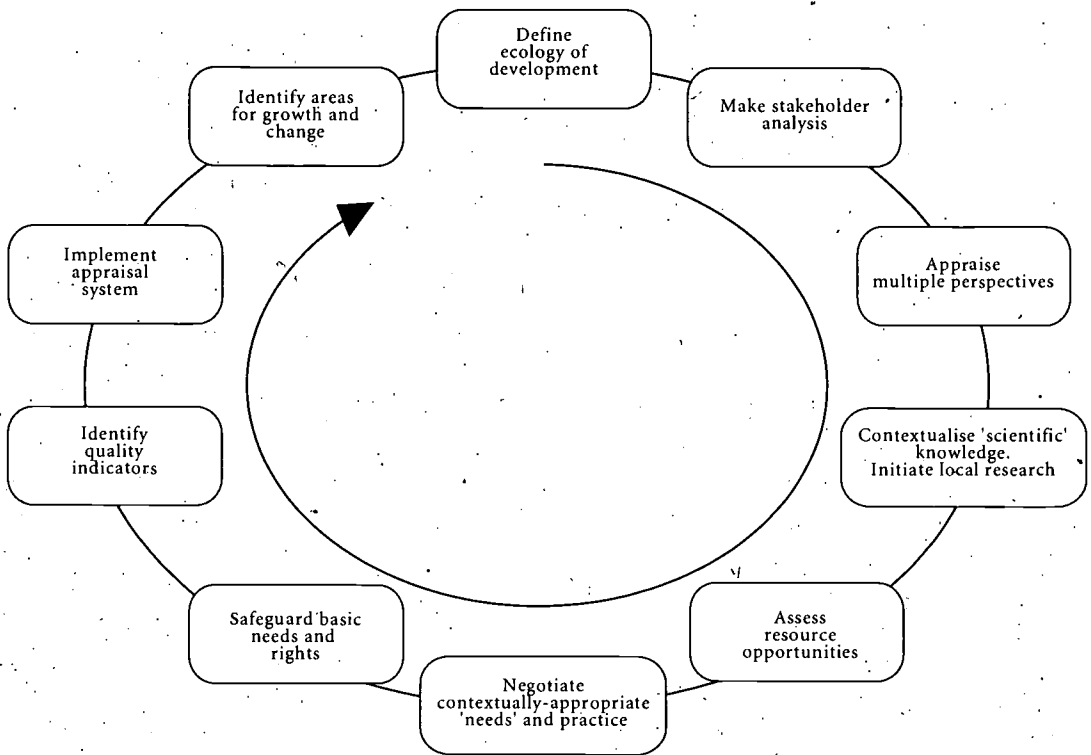 Define
ecology of
development
Make stakeholder
analysis
Appraise
multiple perspectives
Contextualise 'scientific'
knowledge.
Initiate local research
Assess
resource
opportunities
Negotiate
contextually-appropriate
'needs' and practice
Safeguard basic
needs and
rights
Identify
quality
indicators
Implement
appraisal
system
Identify areas
for growth and
change